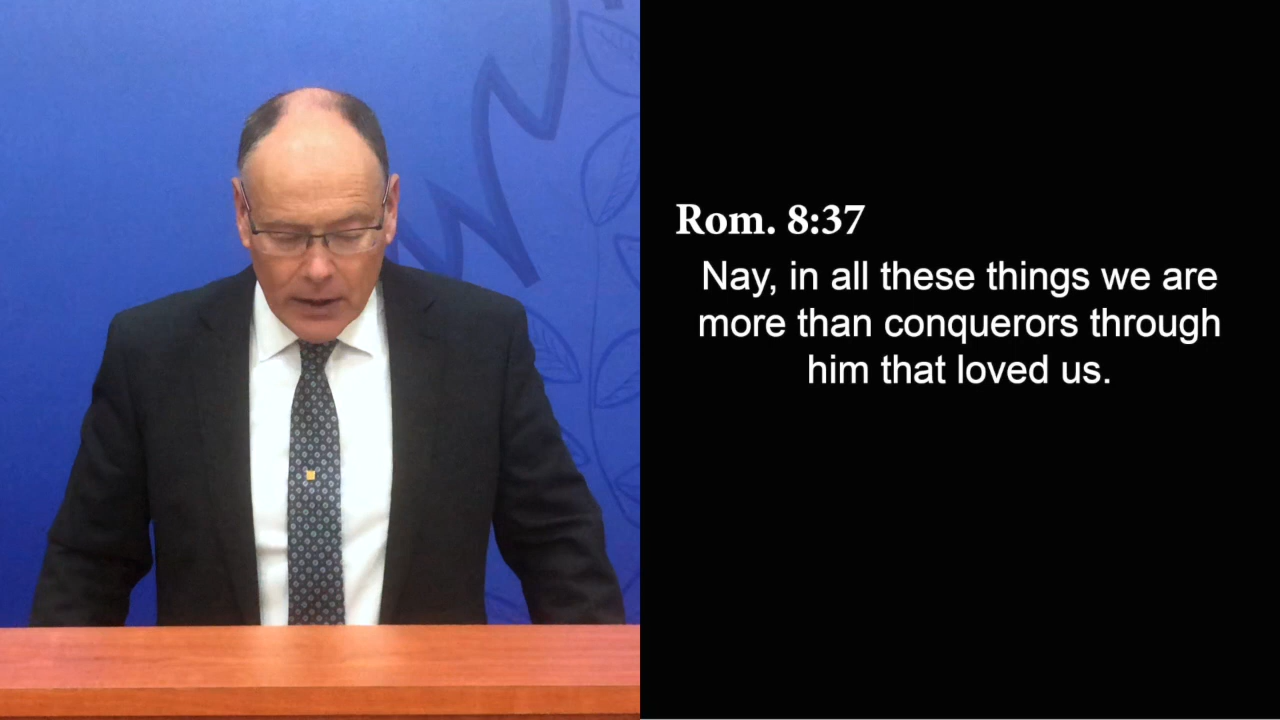 Rom. 8:37
Nay, in all these things we are
more than conquerors through
him that loved us.